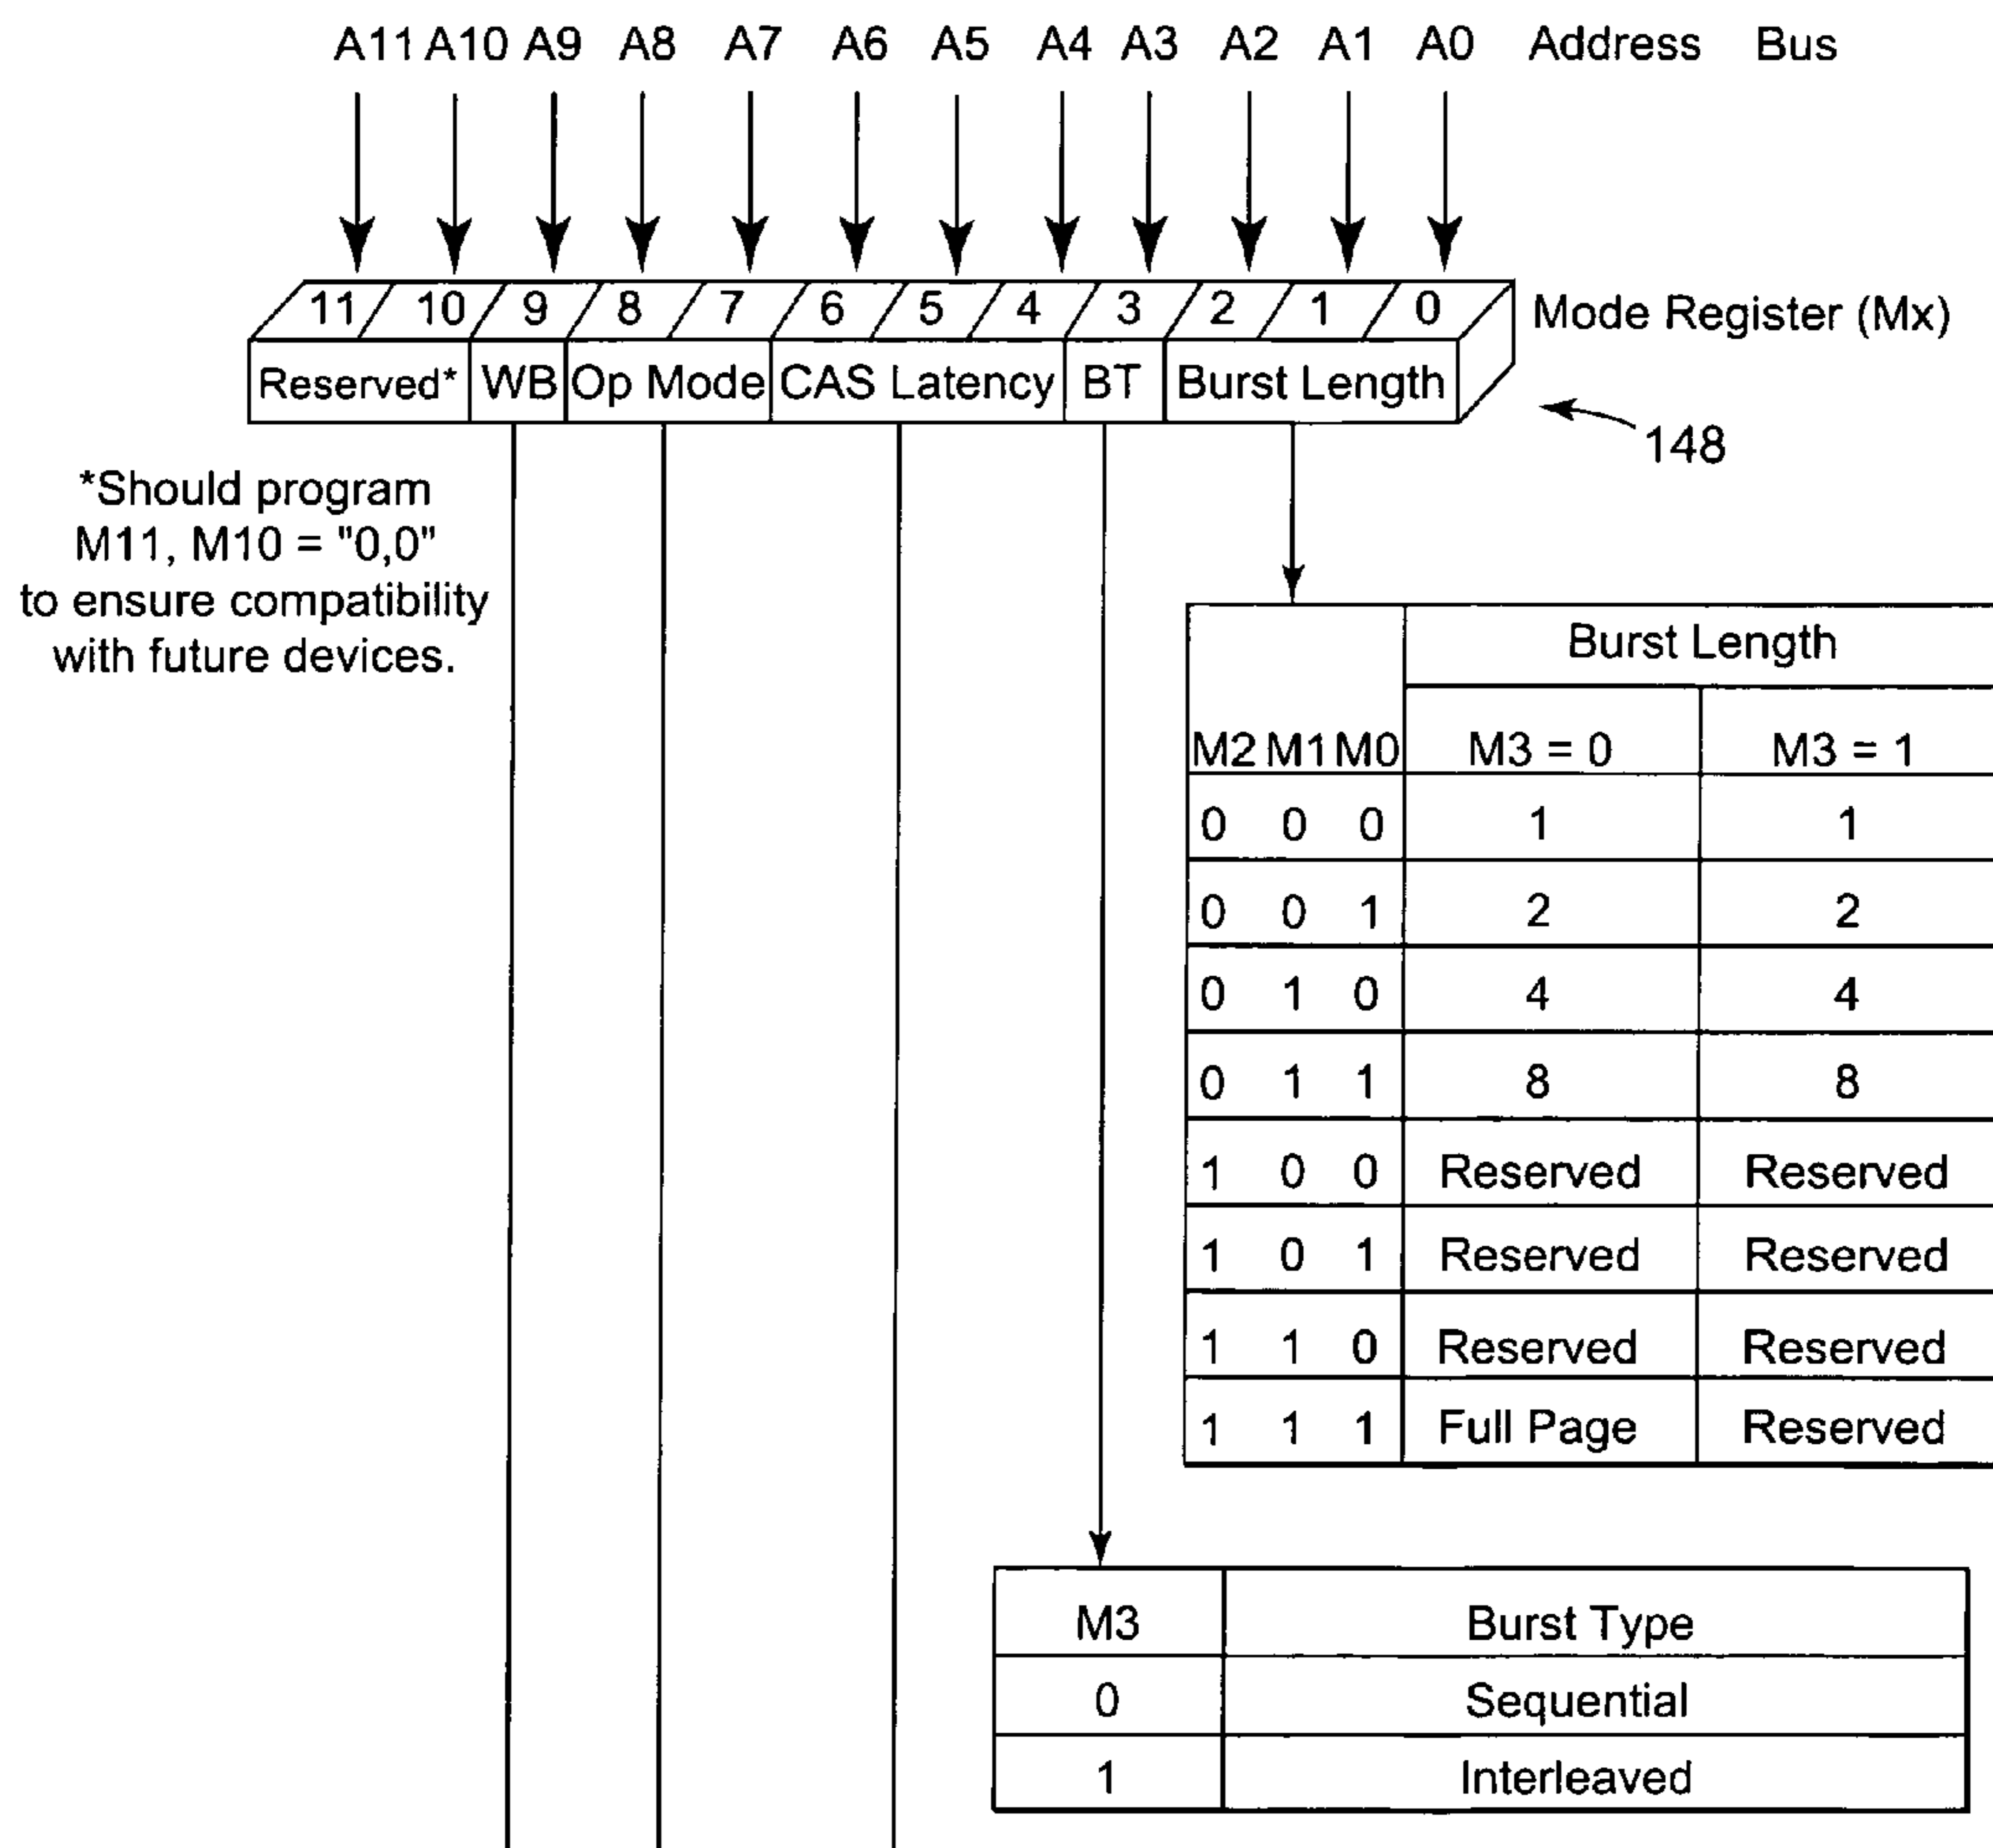 A11 A10 A9 A8 A7 A6 A5 A4 A3 A2 A1 A0 Address Bus
11 10 9 8 7 6 5 4 3 2 1 0 Mode Register (Mx)
Reserved* WB Op Mode CAS Latency BT Burst Length
148
*Should program
M11, M10 = "0,0"
to ensure compatibility
with future devices.
Burst Length
M2 M1 M0 M3 = 0 M3 = 1
0 0 0 1 1
0 0 1 2 2
0 1 0 4 4
0 1 1 8 8
1 0 0 Reserved Reserved
1 0 1 Reserved Reserved
1 1 0 Reserved Reserved
1 1 1 Full Page Reserved
M3 Burst Type
0 Sequential
1 Interleaved